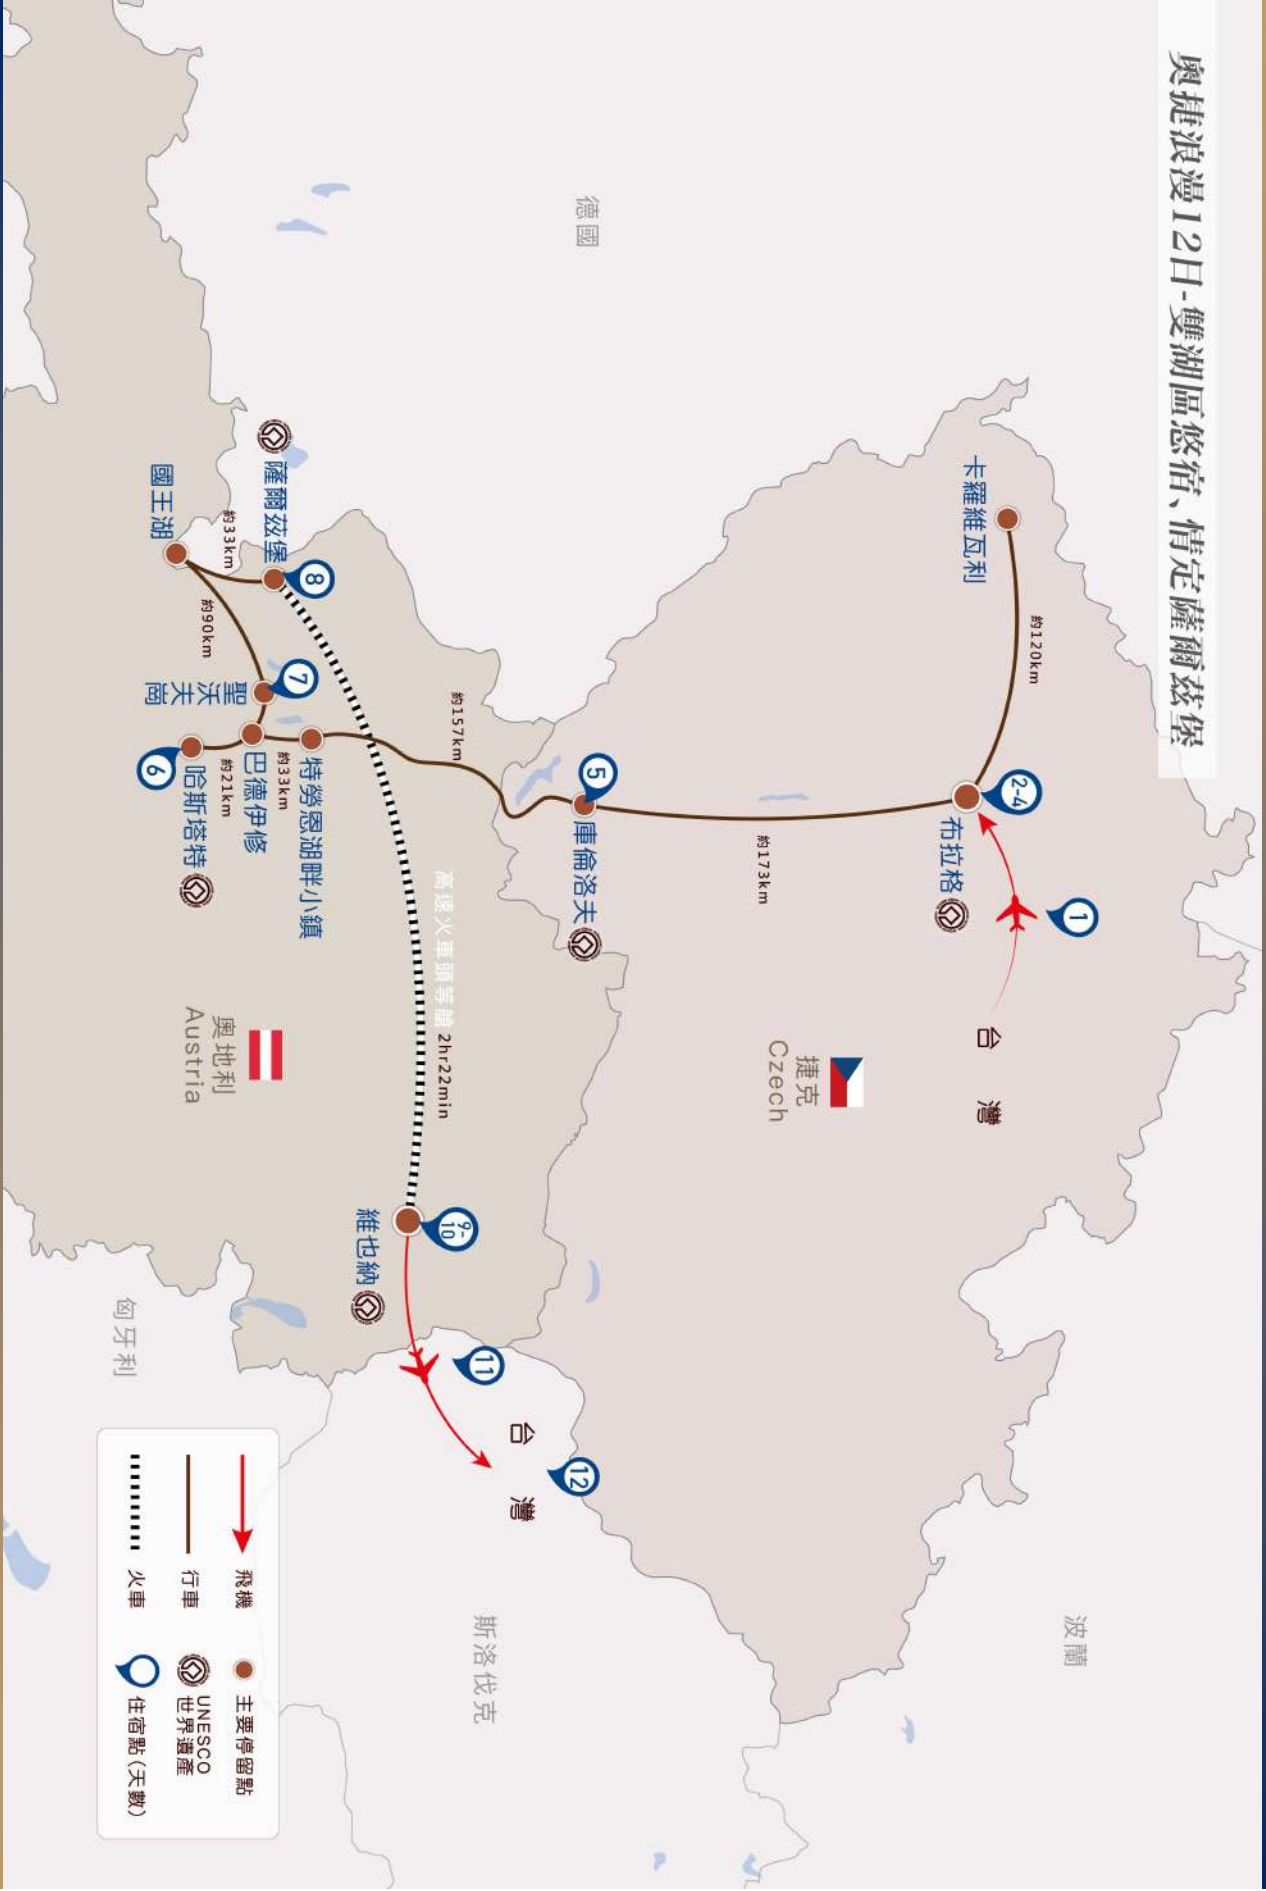 奧捷浪漫12日-雙湖區悠宿、情定薩爾茲堡
德國
波蘭
卡羅維瓦利
約120km
2-4
布拉格
1
台 灣
捷克
Czech
約173km
5
庫倫洛夫
約157km
薩爾茲堡
8
國王湖
約33km
約90km
7
聖
沃
夫
崗
特勞恩湖畔小鎮
約33km
巴德伊修
約21km
哈斯塔特
6
高速火車頭等艙 2hr22min
奧地利
Austria
9-
10
維也納
11
台 灣
12
斯洛伐克
匈牙利
飛機
行車
火車
主要停留點
UNESCO
世界遺產
住宿點(天數)